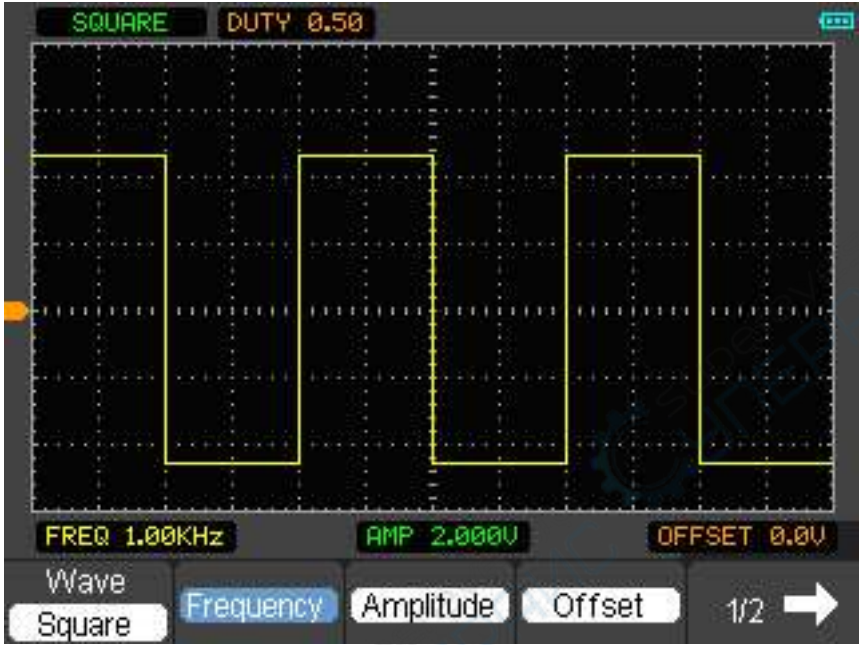 SQUARE DUTY 0.50
FREQ 1.00KHz AMP 2.000V OFFSET 0.0V
Wave
Square Frequency Amplitude Offset 1/2